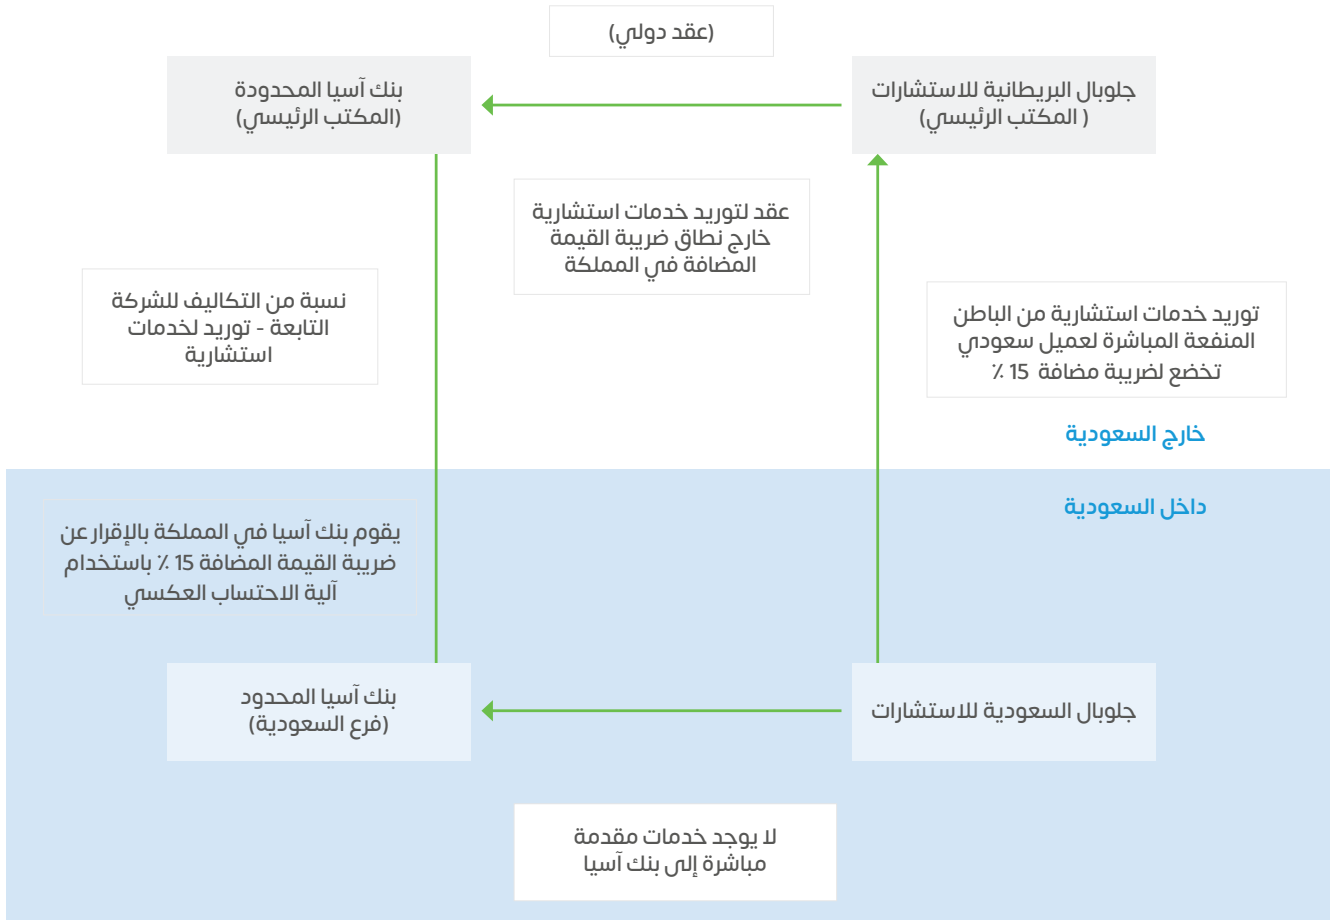 (عقد دولي)
جلوبال البريطانية للاستشارات
( المكتب الرئيسي)
بنك آسيا المحدودة
(المكتب الرئيسي)
عقد لتوريد خدمات استشارية
خارج نطاق ضريبة القيمة
المضافة في المملكة
توريد خدمات استشارية من الباطن
المنفعة المباشرة لعميل سعودي
تخضع لضريبة مضافة 15 ٪
نسبة من التكاليف للشركة
التابعة - توريد لخدمات
استشارية
خارج السعودية
داخل السعودية
يقوم بنك آسيا في المملكة بالإقرار عن
ضريبة القيمة المضافة 15 ٪ باستخدام
آلية الاحتساب العكسي
جلوبال السعودية للاستشارات
بنك آسيا المحدود
(فرع السعودية)
لا يوجد خدمات مقدمة
مباشرة إلى بنك آسيا